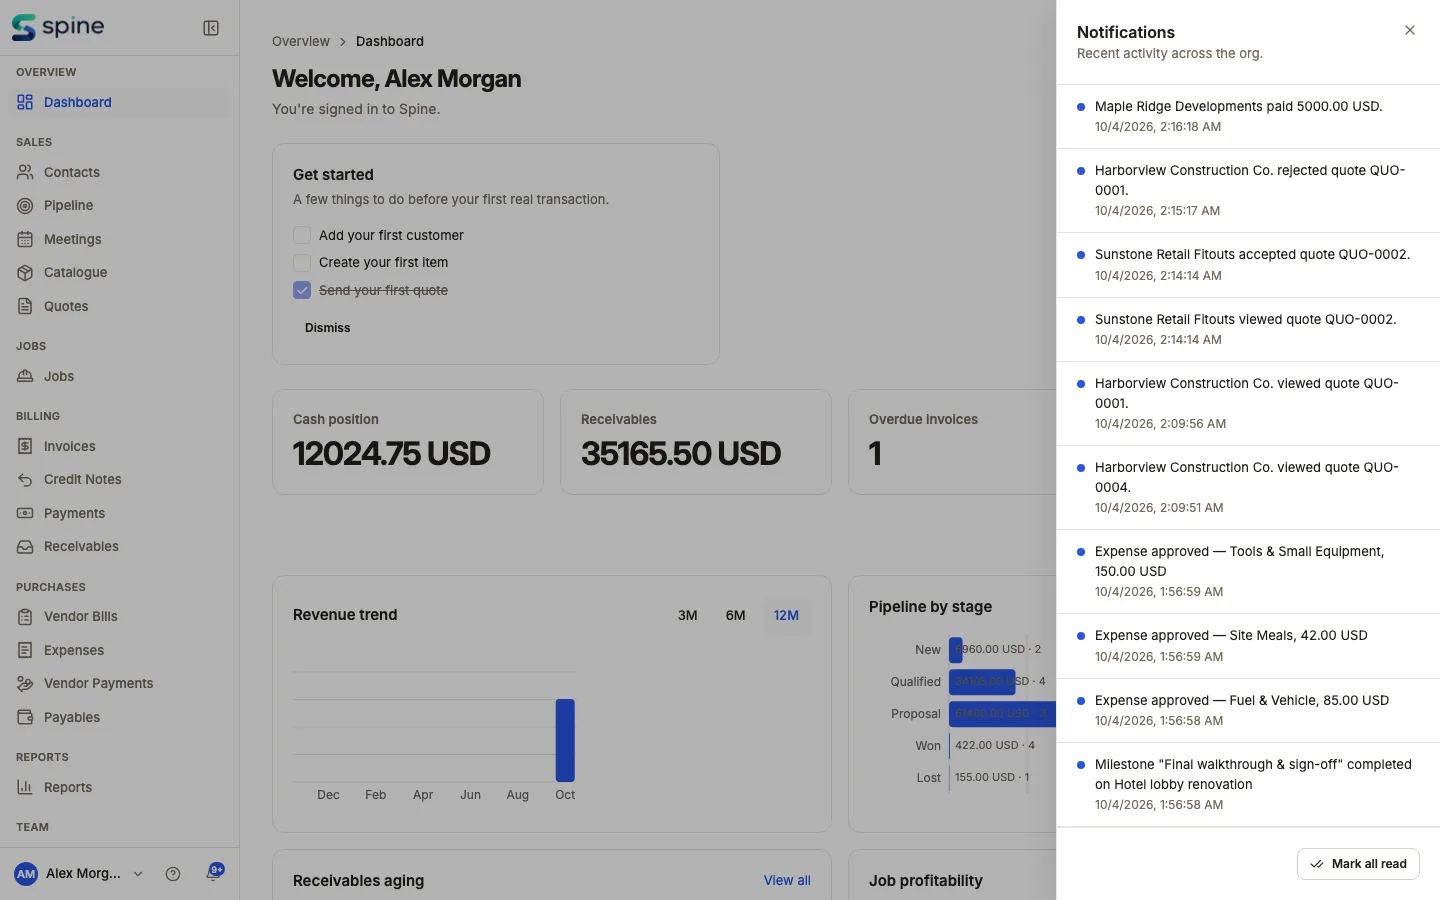 spine
OVERVIEW
Dashboard
SALES
Contacts
Pipeline
Meetings
Catalogue
Quotes
JOBS
Jobs
BILLING
Invoices
Credit Notes
Payments
Receivables
PURCHASES
Vendor Bills
Expenses
Vendor Payments
Payables
REPORTS
Reports
TEAM
AM
Alex Morg...
9+
Overview
Dashboard
Welcome, Alex Morgan
You're signed in to Spine.
Get started
A few things to do before your first real transaction.
Add your first customer
Create your first item
Send your first quote
Dismiss
Cash position
12024.75 USD
Receivables
35165.50 USD
Overdue invoices
1
Revenue trend
3M 6M 12M
Dec Feb Apr Jun Aug Oct
Pipeline by stage
New 960.00 USD · 2
Qualified USD · 4
Proposal
Won 422.00 USD · 4
Lost 155.00 USD · 1
Receivables aging
View all
Job profitability
Notifications
Recent activity across the org.
Maple Ridge Developments paid 5000.00 USD.
10/4/2026, 2:16:18 AM
Harborview Construction Co. rejected quote QUO-
0001.
10/4/2026, 2:15:17 AM
Sunstone Retail Fitouts accepted quote QUO-0002.
10/4/2026, 2:14:14 AM
Sunstone Retail Fitouts viewed quote QUO-0002.
10/4/2026, 2:14:14 AM
Harborview Construction Co. viewed quote QUO-
0001.
10/4/2026, 2:09:56 AM
Harborview Construction Co. viewed quote QUO-
0004.
10/4/2026, 2:09:51 AM
Expense approved — Tools & Small Equipment,
150.00 USD
10/4/2026, 1:56:59 AM
Expense approved — Site Meals, 42.00 USD
10/4/2026, 1:56:59 AM
Expense approved — Fuel & Vehicle, 85.00 USD
10/4/2026, 1:56:58 AM
Milestone "Final walkthrough & sign-off" completed
on Hotel lobby renovation
10/4/2026, 1:56:58 AM
Mark all read